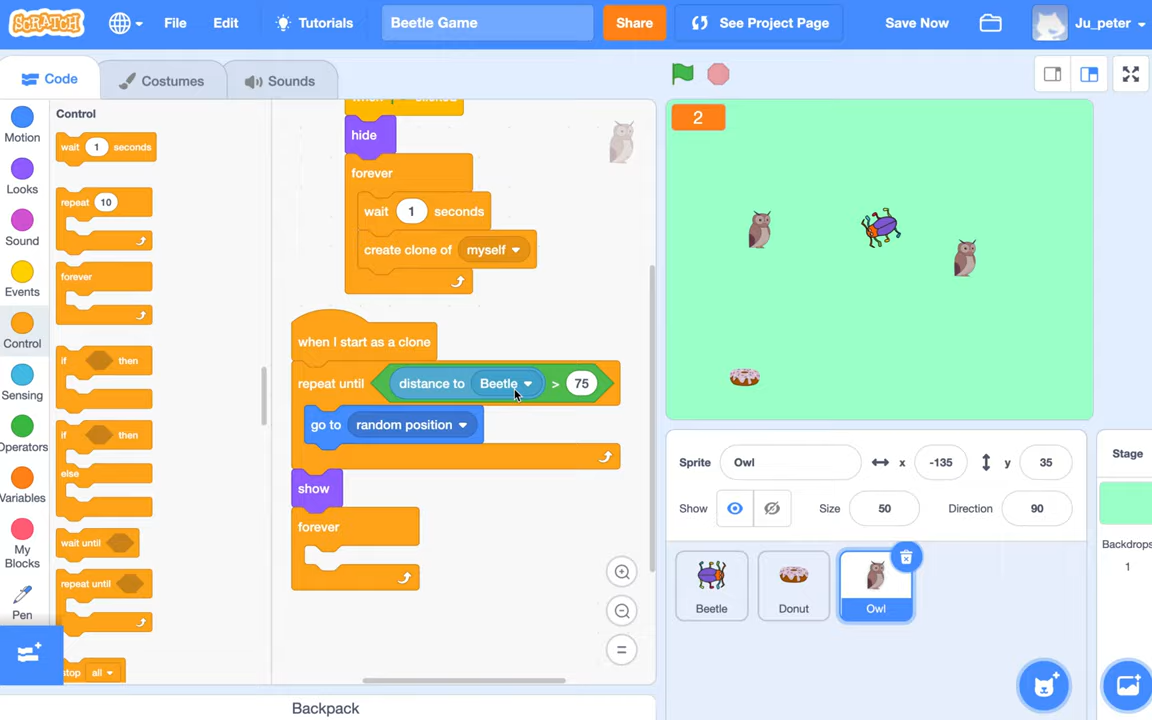 SCRATCH File Edit Tutorials Beetle Game Share See Project Page Save Now Ju_peter
Code Costumes Sounds
Motion
Looks
Sound
Events
Control
Sensing
Operators
Variables
My
Blocks
Pen
Control
wait 1 seconds
repeat 10
forever
if then
if then
else
wait until
repeat until
stop all
hide
forever
wait 1 seconds
create clone of myself
when I start as a clone
repeat until distance to Beetle > 75
go to random position
show
forever
Backpack
2
Sprite Owl x -135 y 35
Show Size 50 Direction 90
Beetle Donut Owl
Stage
Backdrops
1